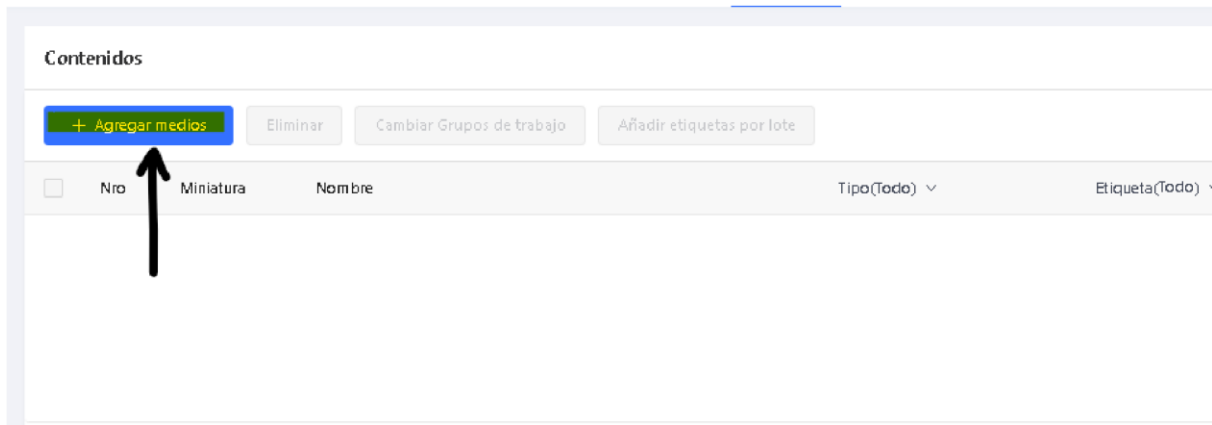 Contenidos
+ Agregar medios Eliminar Cambiar Grupos de trabajo Añadir etiquetas por lote
Nro Miniatura Nombre Tipo(Todo) Etiqueta(Todo)